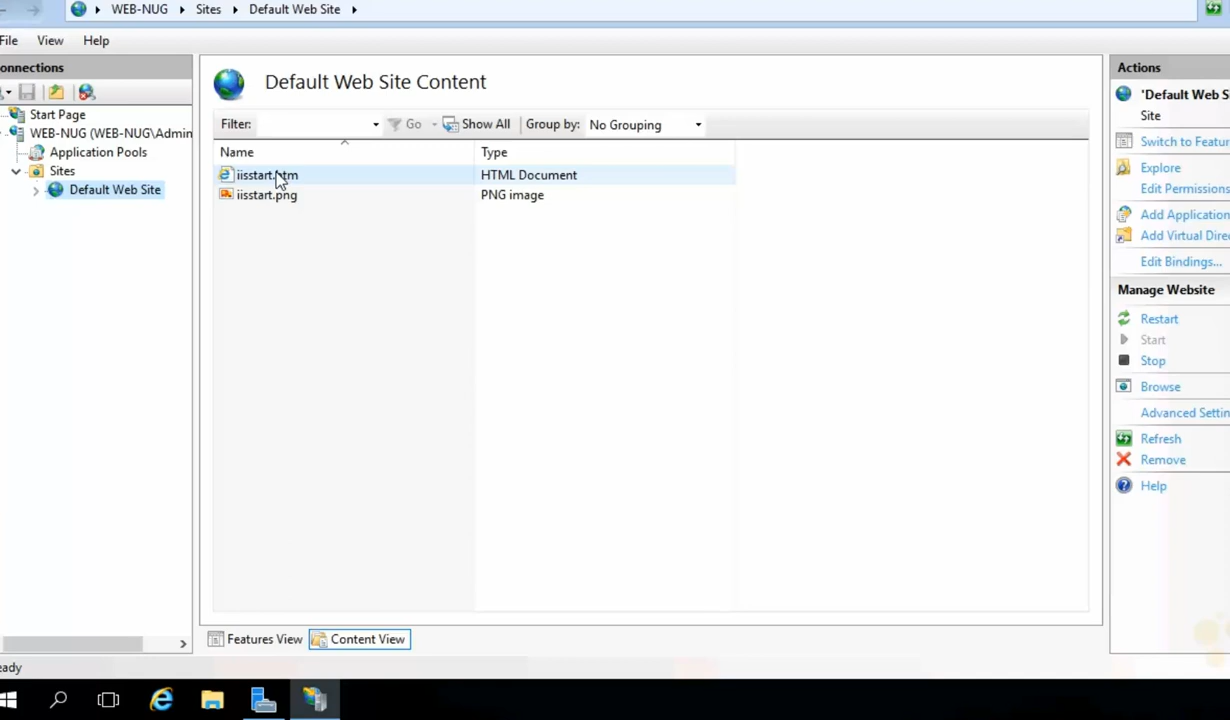 WEB-NUG Sites Default Web Site
File View Help
onnections
Start Page
WEB-NUG (WEB-NUG\Admin
Application Pools
Sites
Default Web Site
Default Web Site Content
Filter: Go Show All Group by: No Grouping
Name Type
iisstart.htm HTML Document
iisstart.png PNG image
Features View Content View
Actions
'Default Web Si
Site
Switch to Featur
Explore
Edit Permissions
Add Application
Add Virtual Dire
Edit Bindings...
Manage Website
Restart
Start
Stop
Browse
Advanced Settin
Refresh
Remove
Help
eady